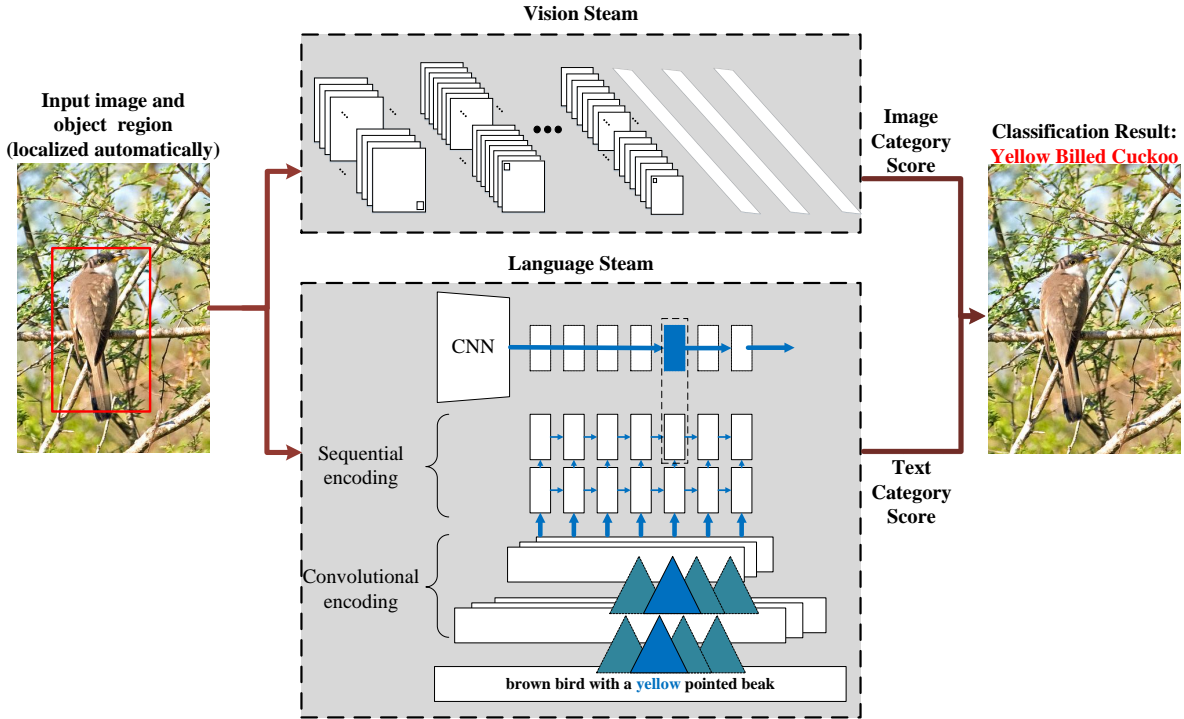 Vision Steam
Input image and
object region
(localized automatically)
Image
Category
Score
Classification Result:
Yellow Billed Cuckoo
Language Steam
CNN
Sequential
encoding
Text
Category
Score
Convolutional
encoding
brown bird with a yellow pointed beak